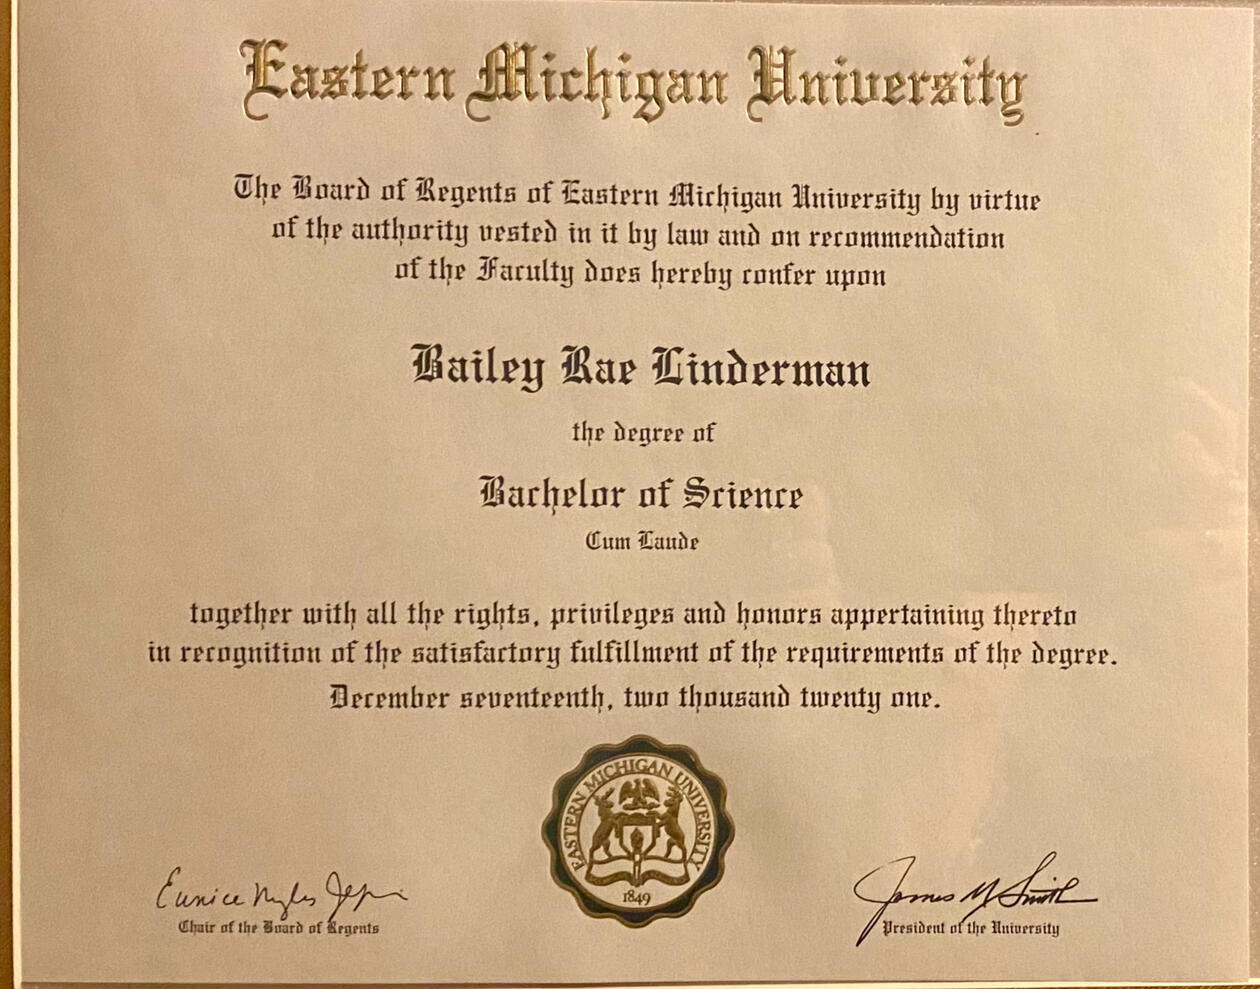 Eastern Michigan University
The Board of Regents of Eastern Michigan University by virtue
of the authority vested in it by law and on recommendation
of the Faculty does hereby confer upon
Bailey Rae Linderman
the degree of
Bachelor of Science
Cum Laude
together with all the rights, privileges and honors appertaining thereto
in recognition of the satisfactory fulfillment of the requirements of the degree.
December seventeenth, two thousand twenty one.
EASTERN MICHIGAN UNIVERSITY
1849
Eunice
Chair of the Board of Regents
James M Smith
President of the University